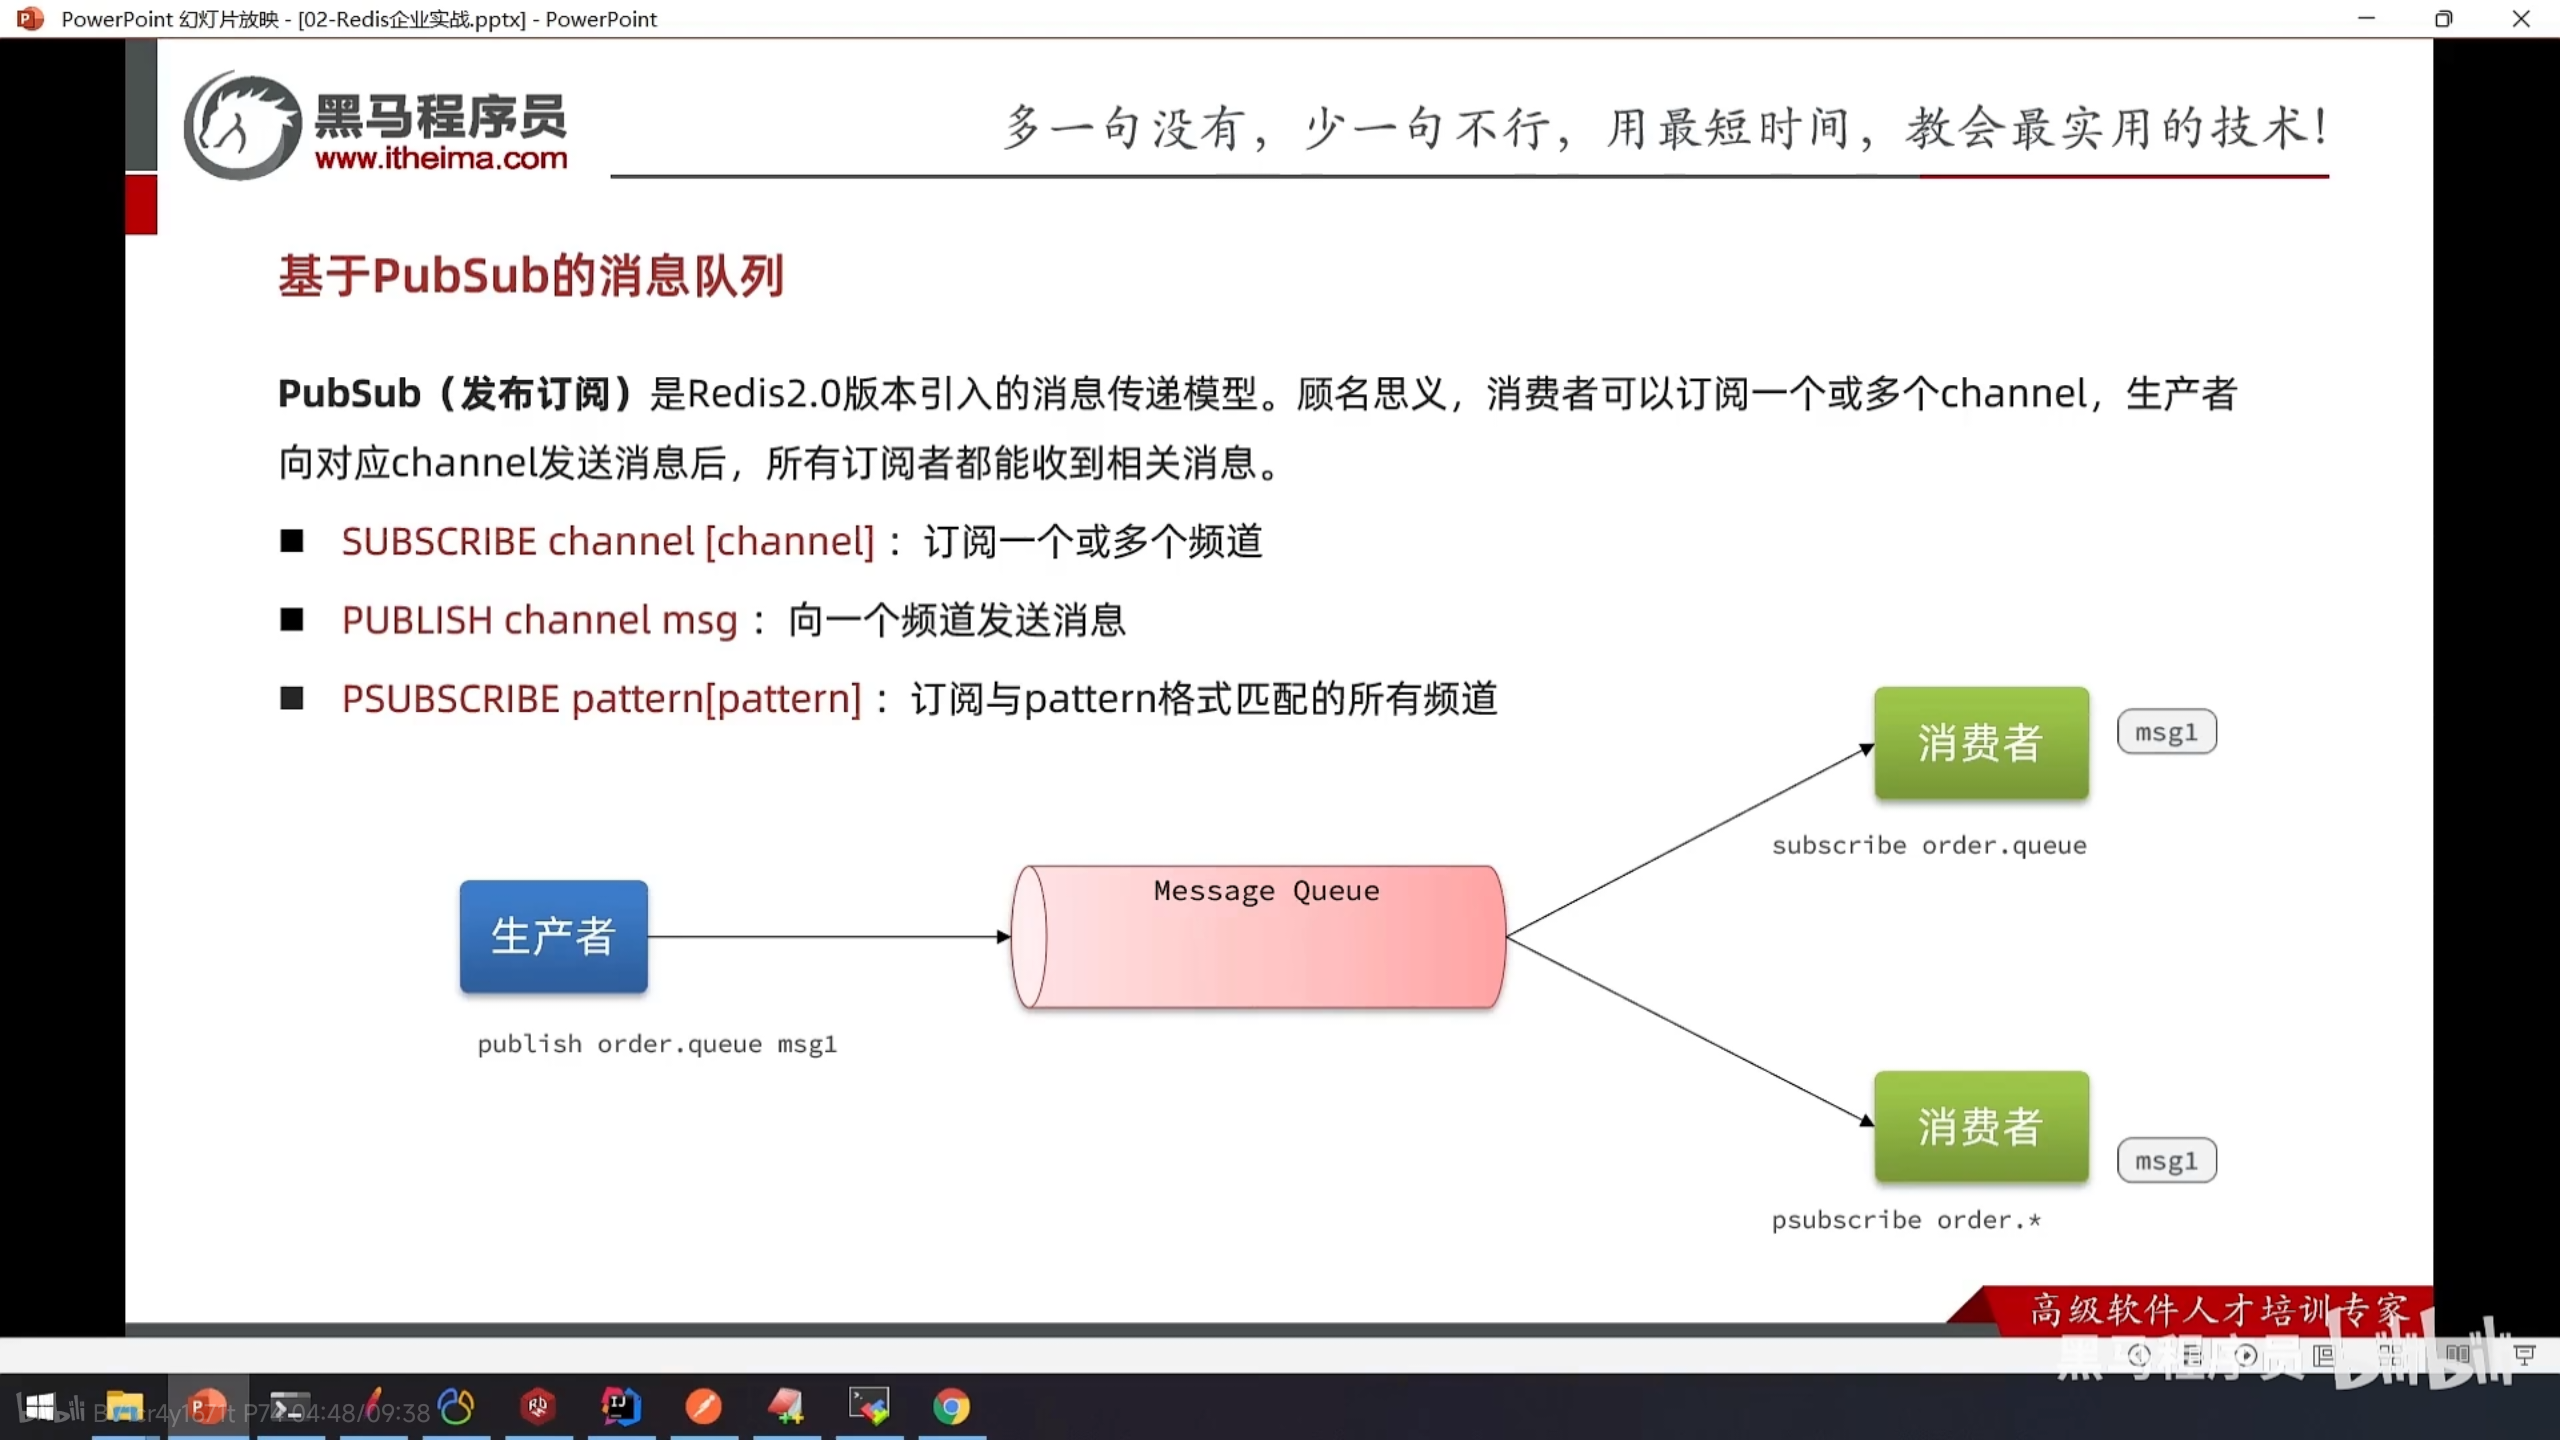 PowerPoint 幻灯片放映 - [02-Redis企业实战.pptx] - PowerPoint
黑马程序员
www.itheima.com
多一句没有，少一句不行，用最短时间，教会最实用的技术！
基于PubSub的消息队列
PubSub（发布订阅）是Redis2.0版本引入的消息传递模型。顾名思义，消费者可以订阅一个或多个channel，生产者
向对应channel发送消息后，所有订阅者都能收到相关消息。
■ SUBSCRIBE channel [channel] ：订阅一个或多个频道
■ PUBLISH channel msg ：向一个频道发送消息
■ PSUBSCRIBE pattern[pattern] ：订阅与pattern格式匹配的所有频道
消费者
msg1
subscribe order.queue
Message Queue
生产者
publish order.queue msg1
消费者
msg1
psubscribe order.*
高级软件人才培训专家
黑马程序员 bilibili
bilibili P74 04:48/09:38